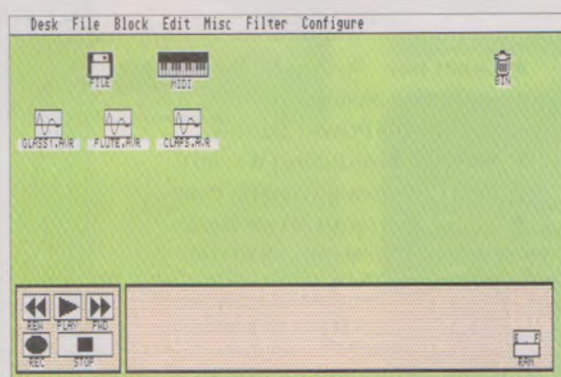 Desk File Block Edit Misc Filter Configure
FILE MIDI BIN
GLASS1.AVR FLUTE.AVR CLAPS.AVR
REW PLAY FWD
REC STOP
E F
RAM